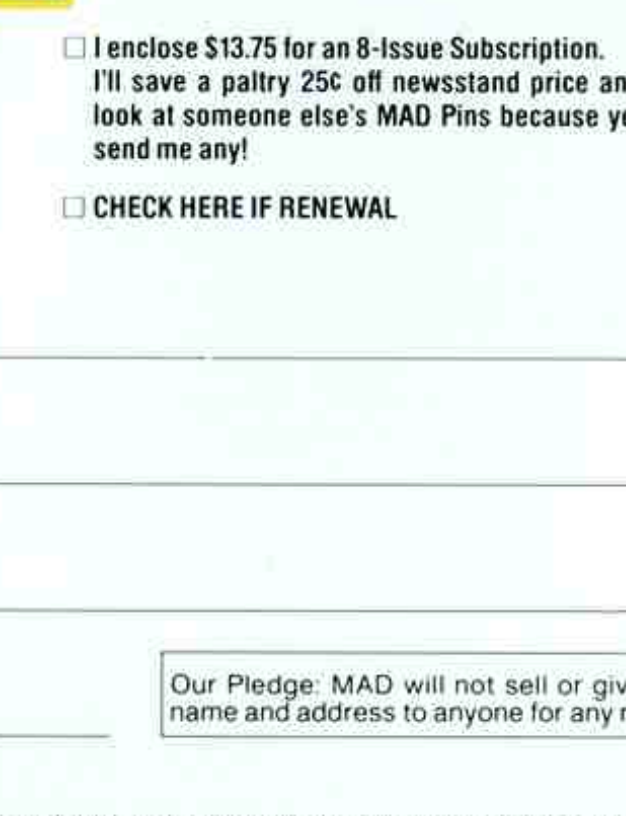 I enclose $13.75 for an 8-Issue Subscription.
I'll save a paltry 25¢ off newsstand price an
look at someone else's MAD Pins because ye
send me any!
CHECK HERE IF RENEWAL
Our Pledge: MAD will not sell or giv
name and address to anyone for any r